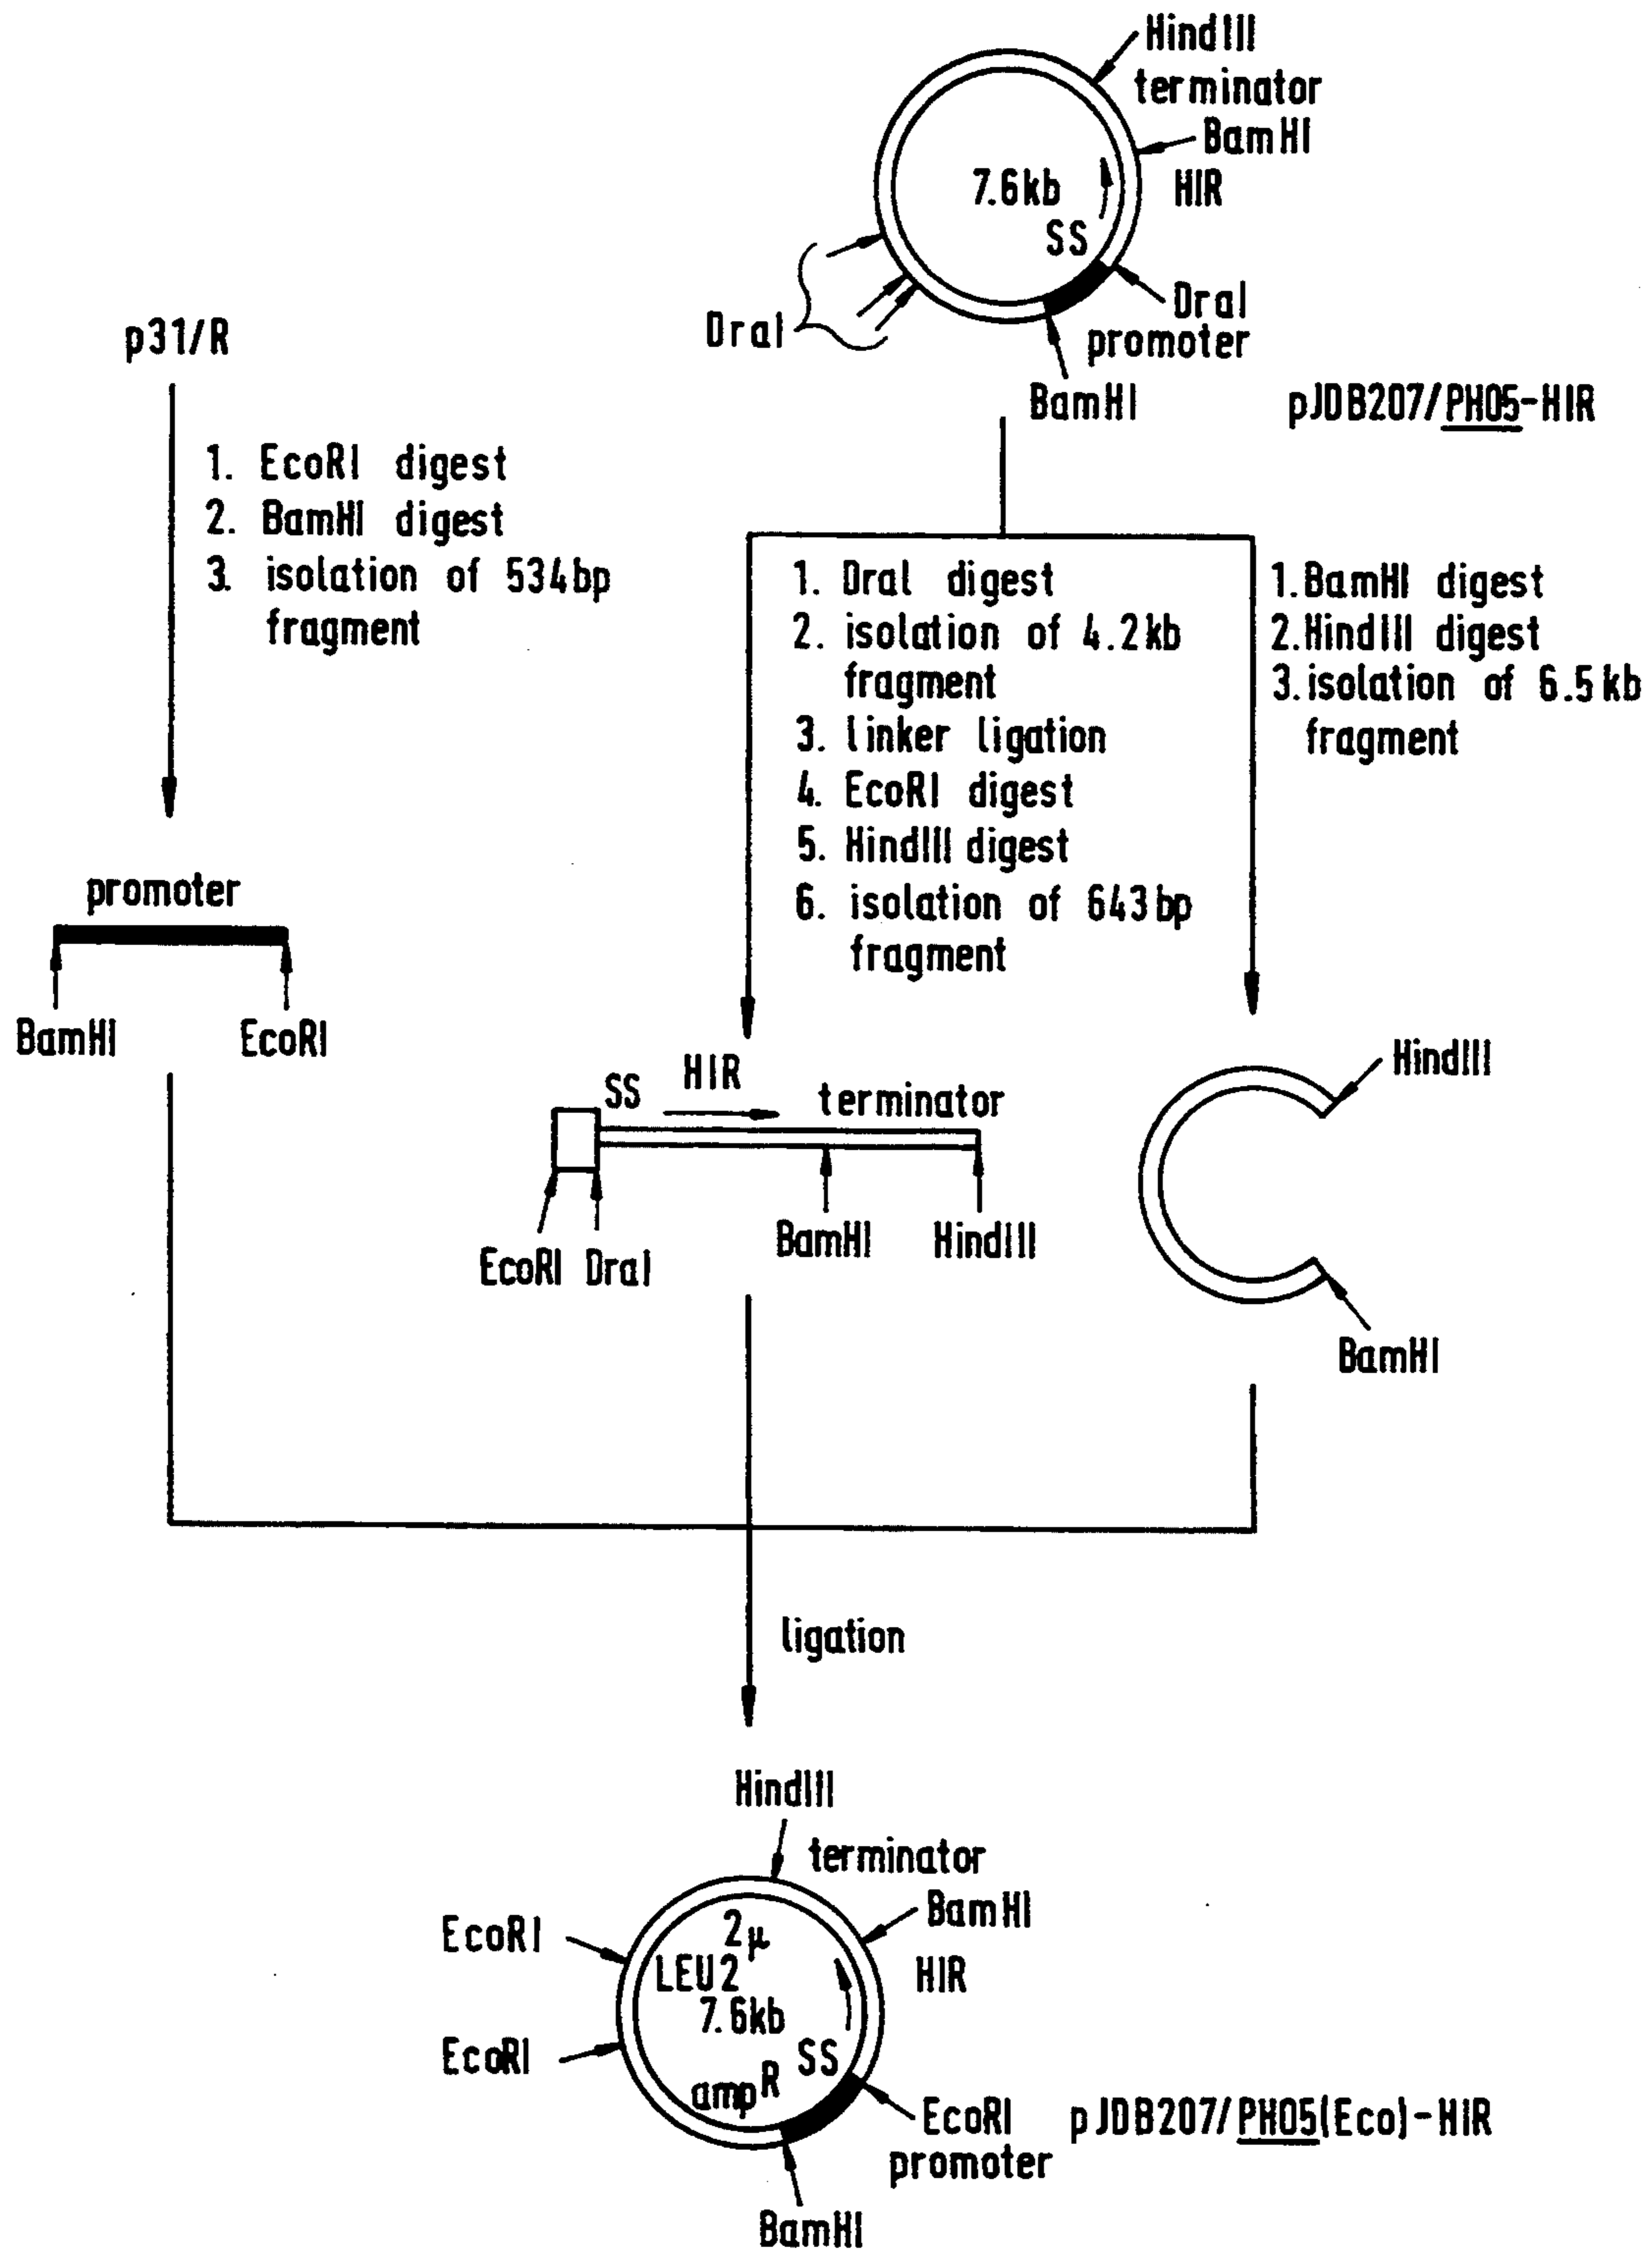 HindIII
terminator
BamHI
7.6kb
HIR
SS
DraI
DraI
promoter
BamHI
pJDB207/PHO5-HIR
p31/R
1. EcoRI digest
2. BamHI digest
3. isolation of 534bp
fragment
1. DraI digest
2. isolation of 4.2kb
fragment
3. linker ligation
4. EcoRI digest
5. HindIII digest
6. isolation of 643bp
fragment
1.BamHI digest
2.HindIII digest
3.isolation of 6.5kb
fragment
promoter
BamHI
EcoRI
SS
HIR
terminator
EcoRI
DraI
BamHI
HindIII
HindIII
BamHI
ligation
HindIII
terminator
BamHI
EcoRI
2μ
LEU2
HIR
7.6kb
EcoRI
SS
ampR
EcoRI
promoter
pJDB207/PHO5(Eco)-HIR
BamHI